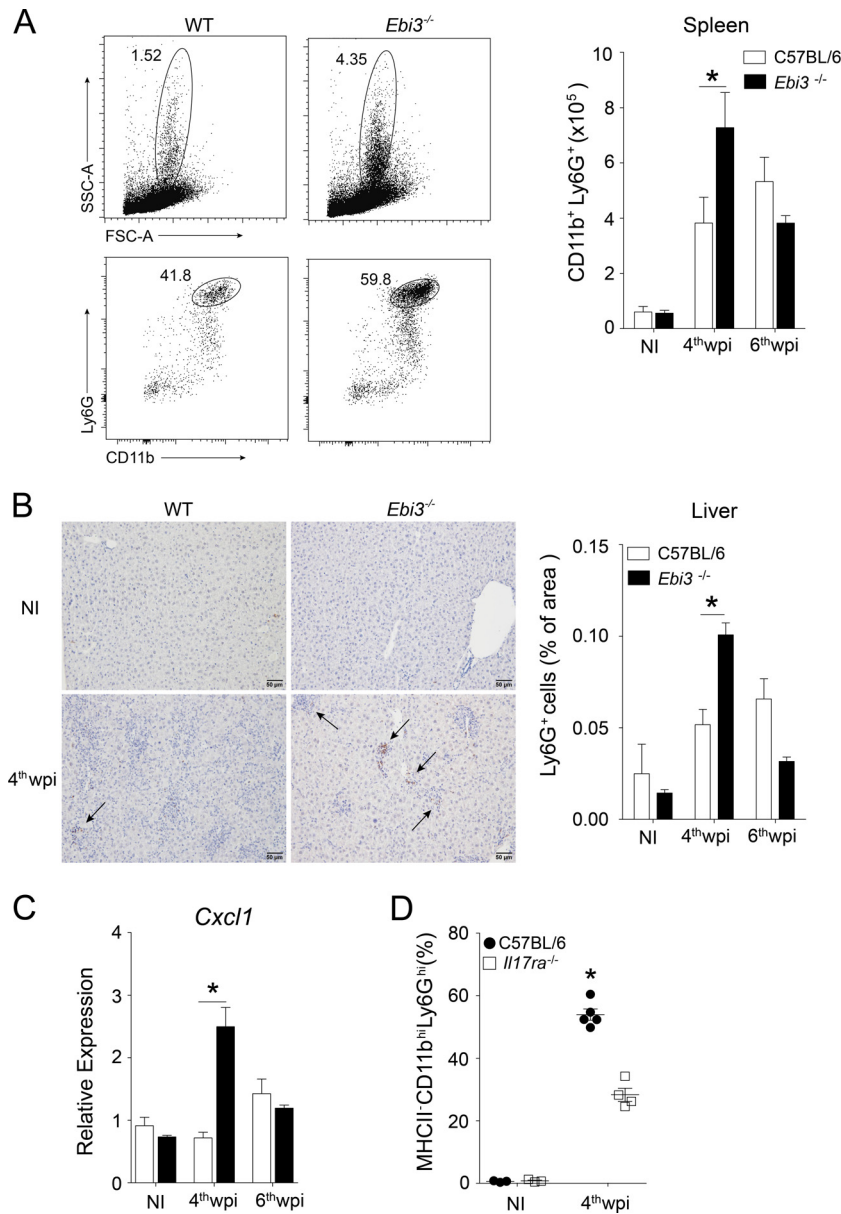 A
WT
Ebi3-/-
1.52
4.35
SSC-A
FSC-A
41.8
59.8
Ly6G
CD11b
Spleen
C57BL/6
Ebi3 -/-
*
CD11b+ Ly6G+ (x10⁵)
10
8
6
4
2
0
NI
4thwpi
6thwpi
B
WT
Ebi3-/-
NI
4thwpi
50 µm
50 µm
50 µm
50 µm
Liver
C57BL/6
Ebi3 -/-
*
Ly6G+ cells (% of area )
0.15
0.10
0.05
0.00
NI
4thwpi
6thwpi
C
Cxcl1
*
Relative Expression
4
3
2
1
0
NI
4thwpi
6thwpi
D
C57BL/6
Il17ra-/-
*
MHCII-CD11bhiLy6Ghi(%)
80
60
40
20
0
NI
4thwpi